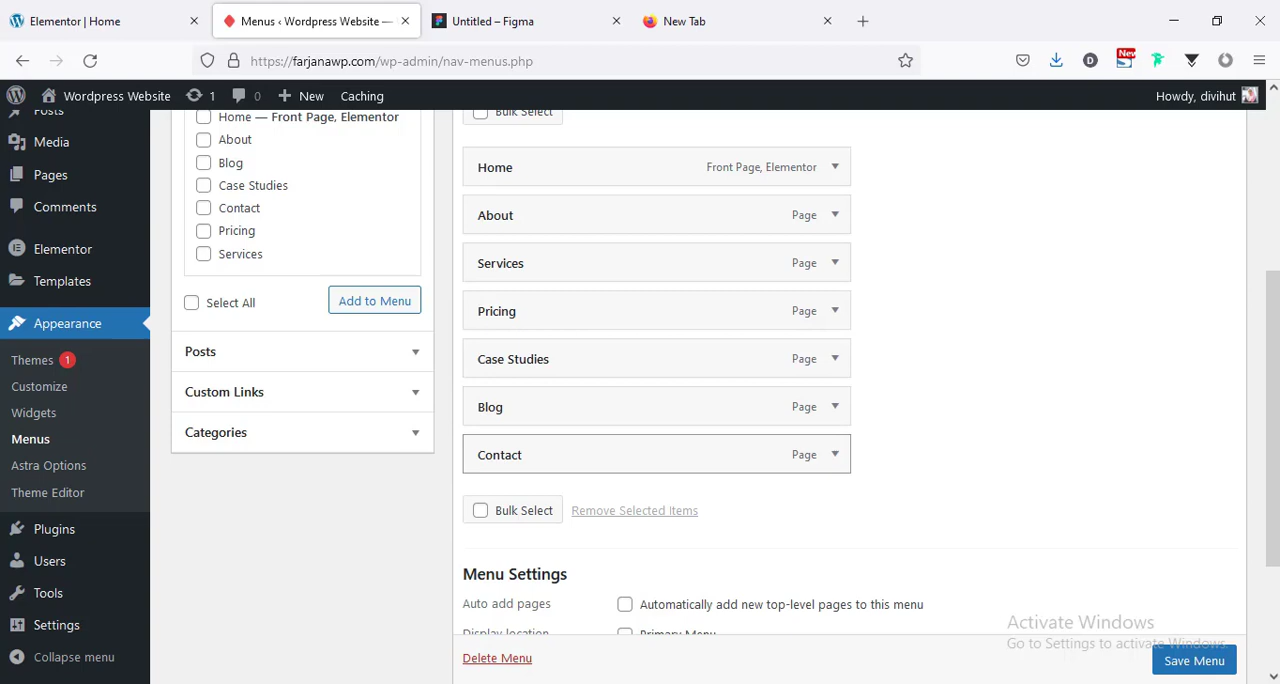 Elementor | Home
Menus ‹ Wordpress Website —
Untitled – Figma
New Tab
https://farjanawp.com/wp-admin/nav-menus.php
New
D
Wordpress Website
1
0
New
Caching
Howdy, divihut
Posts
Media
Pages
Comments
Elementor
Templates
Appearance
Themes 1
Customize
Widgets
Menus
Astra Options
Theme Editor
Plugins
Users
Tools
Settings
Collapse menu
Home — Front Page, Elementor
About
Blog
Case Studies
Contact
Pricing
Services
Select All
Add to Menu
Posts
Custom Links
Categories
Bulk Select
Home Front Page, Elementor
About Page
Services Page
Pricing Page
Case Studies Page
Blog Page
Contact Page
Bulk Select Remove Selected Items
Menu Settings
Auto add pages Automatically add new top-level pages to this menu
Display location Primary Menu
Delete Menu
Save Menu
Activate Windows
Go to Settings to activate Windows.